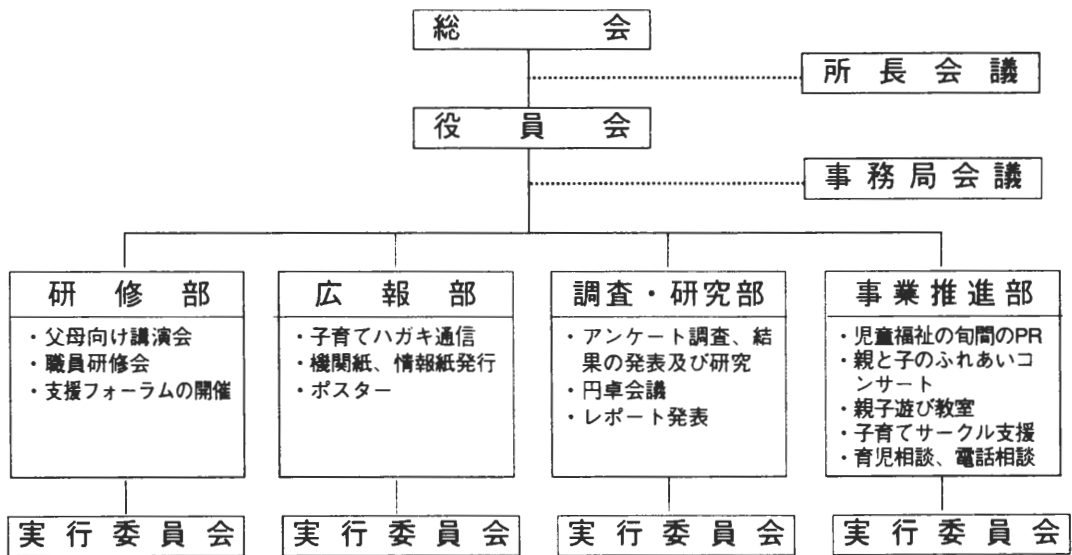 総会
所長会議
役員会
事務局会議
研修部
・父母向け講演会
・職員研修会
・支援フォーラムの開催
広報部
・子育てハガキ通信
・機関紙、情報紙発行
・ポスター
調査・研究部
・アンケート調査、結
果の発表及び研究
・円卓会議
・レポート発表
事業推進部
・児童福祉の旬間のPR
・親と子のふれあいコ
ンサート
・親子遊び教室
・子育てサークル支援
・育児相談、電話相談
実行委員会
実行委員会
実行委員会
実行委員会